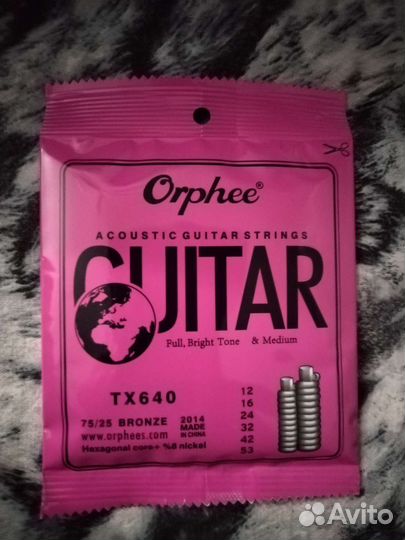 Orphee®
ACOUSTIC GUITAR STRINGS
GUITAR
Full, Bright Tone & Medium
TX640
75/25 BRONZE
www.orphees.com
Hexagonal core+ %8 nickel
2014
MADE
IN CHINA
12
16
24
32
42
53
Avito